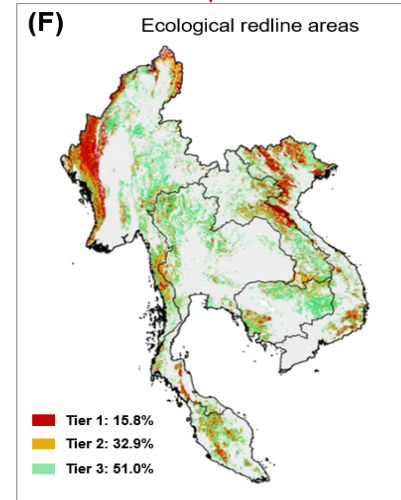 (F)
Ecological redline areas
Tier 1: 15.8%
Tier 2: 32.9%
Tier 3: 51.0%